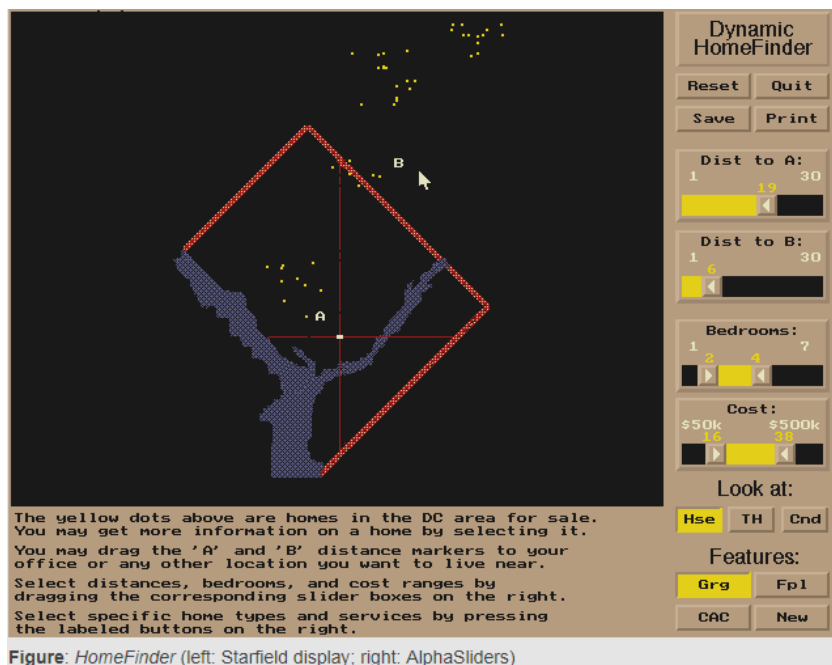 B
A
The yellow dots above are homes in the DC area for sale.
You may get more information on a home by selecting it.
You may drag the 'A' and 'B' distance markers to your
office or any other location you want to live near.
Select distances, bedrooms, and cost ranges by
dragging the corresponding slider boxes on the right.
Select specific home types and services by pressing
the labeled buttons on the right.
Dynamic
HomeFinder
Reset Quit
Save Print
Dist to A:
1 30
19
Dist to B:
1 30
6
Bedrooms:
1 7
2 4
Cost:
$50k $500k
16 38
Look at:
Hse TH Cnd
Features:
Grg Fpl
CAC New
Figure: HomeFinder (left: Starfield display; right: AlphaSliders)